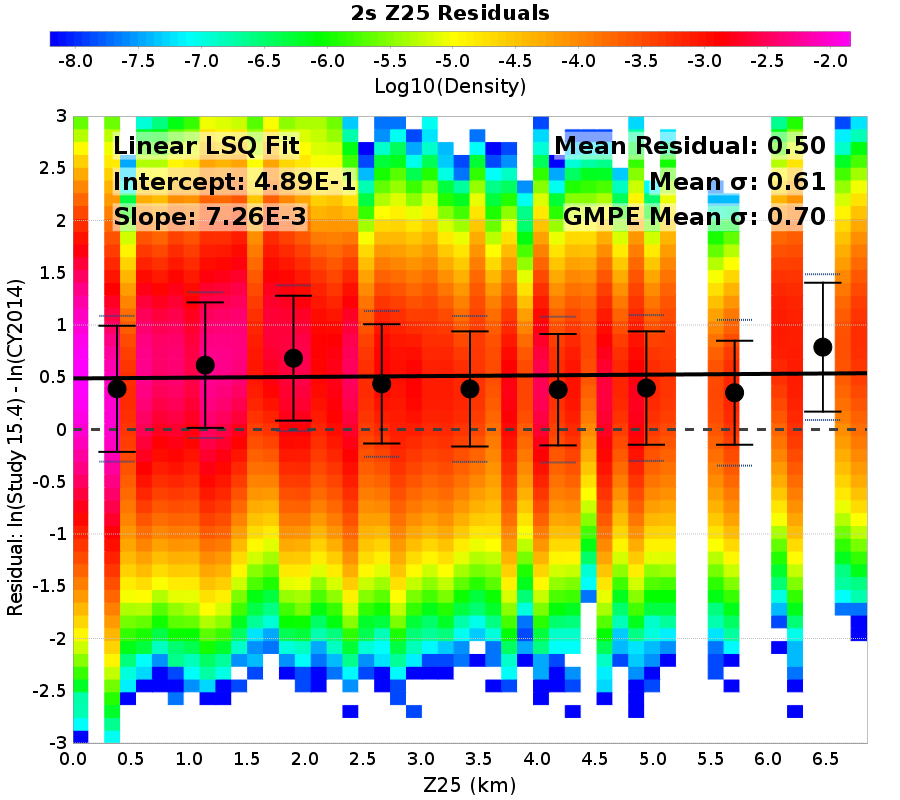 2s Z25 Residuals
-8.0 -7.5 -7.0 -6.5 -6.0 -5.5 -5.0 -4.5 -4.0 -3.5 -3.0 -2.5 -2.0
Log10(Density)
Linear LSQ Fit
Intercept: 4.89E-1
Slope: 7.26E-3
Mean Residual: 0.50
Mean σ: 0.61
GMPE Mean σ: 0.70
Residual: ln(Study 15.4) - ln(CY2014)
3
2.5
2
1.5
1
0.5
0
-0.5
-1
-1.5
-2
-2.5
-3
0.0 0.5 1.0 1.5 2.0 2.5 3.0 3.5 4.0 4.5 5.0 5.5 6.0 6.5
Z25 (km)